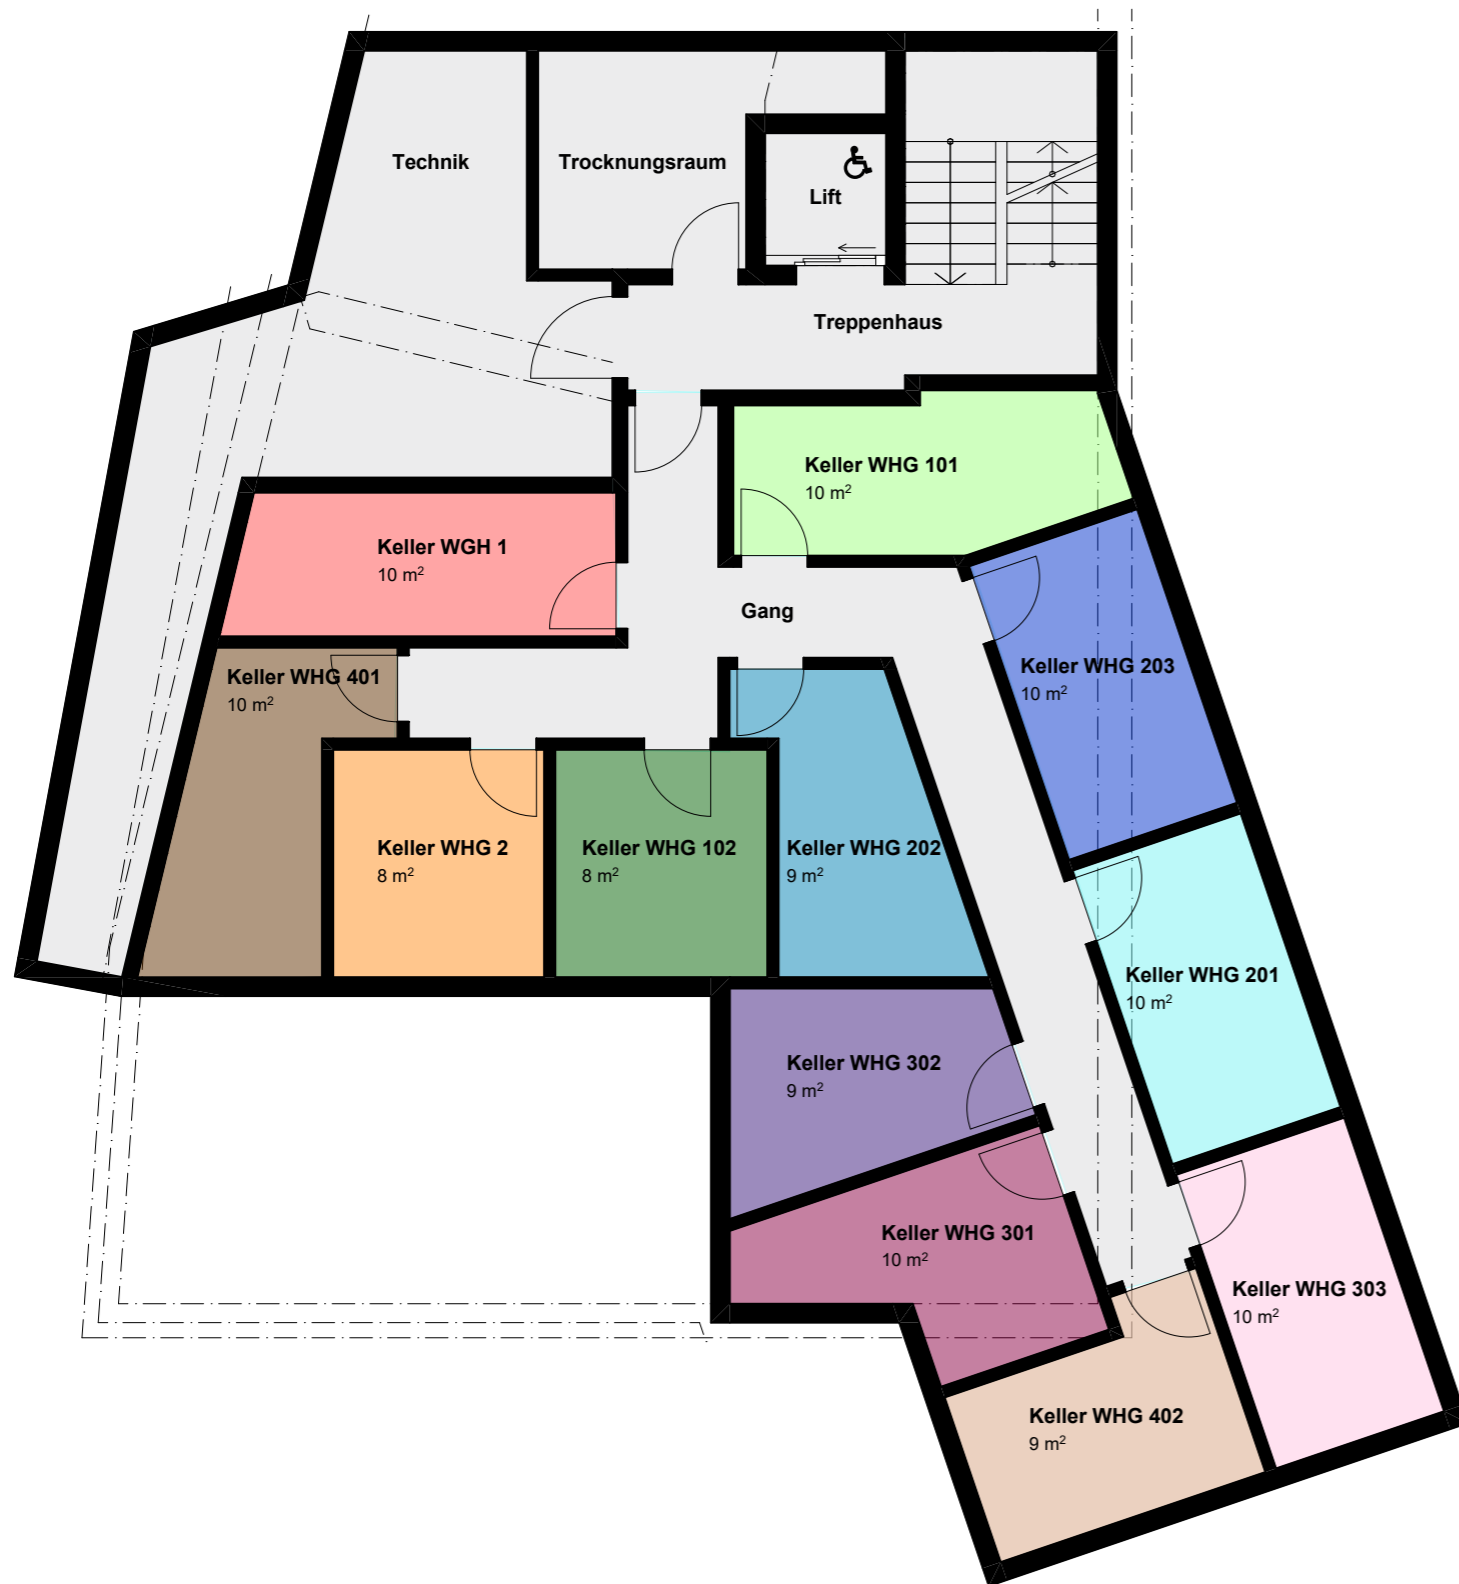 Technik
Trocknungsraum
Lift
Treppenhaus
Keller WHG 101
10 m²
Keller WGH 1
10 m²
Gang
Keller WHG 203
10 m²
Keller WHG 401
10 m²
Keller WHG 2
8 m²
Keller WHG 102
8 m²
Keller WHG 202
9 m²
Keller WHG 201
10 m²
Keller WHG 302
9 m²
Keller WHG 301
10 m²
Keller WHG 303
10 m²
Keller WHG 402
9 m²